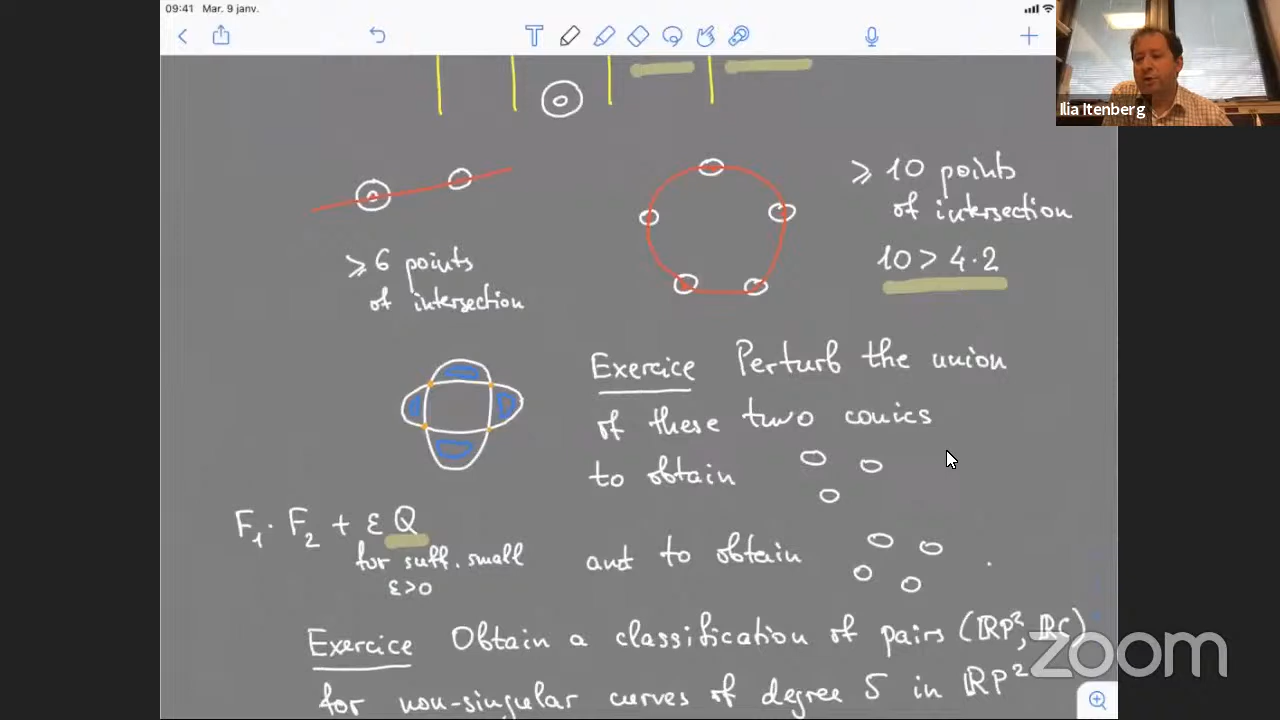 09:41 Mar. 9 janv.
Ilia Itenberg
⩾ 10 points
of intersection
10 > 4·2
⩾ 6 points
of intersection
Exercice Perturb the union
of these two conics
to obtain
F₁ · F₂ + ε Q
for suff. small
ε>0
and to obtain .
Exercice Obtain a classification of pairs (ℝP², ℝC)
for non-singular curves of degree 5 in ℝP²
zoom